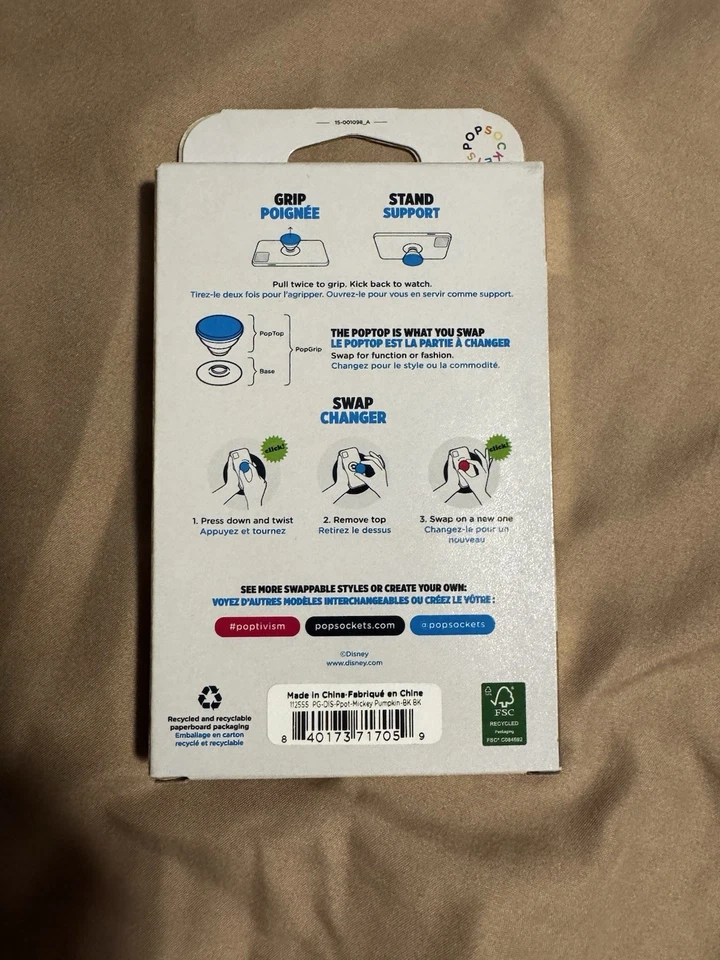 15-001098_A
POPSOCKETS
GRIP
POIGNÉE
STAND
SUPPORT
Pull twice to grip. Kick back to watch.
Tirez-le deux fois pour l'agripper. Ouvrez-le pour vous en servir comme support.
PopTop
PopGrip
Base
THE POPTOP IS WHAT YOU SWAP
LE POPTOP EST LA PARTIE À CHANGER
Swap for function or fashion.
Changez pour le style ou la commodité.
SWAP
CHANGER
click!
click!
1. Press down and twist
Appuyez et tournez
2. Remove top
Retirez le dessus
3. Swap on a new one
Changez-le pour un
nouveau
SEE MORE SWAPPABLE STYLES OR CREATE YOUR OWN:
VOYEZ D'AUTRES MODÈLES INTERCHANGEABLES OU CRÉEZ LE VÔTRE :
#poptivism
popsockets.com
@popsockets
©Disney
www.disney.com
Recycled and recyclable
paperboard packaging
Emballage en carton
recyclé et recyclable
Made in China·Fabriqué en Chine
112555 PG-DIS-Ppot-Mickey Pumpkin-BK BK
8 40173 71705 9
FSC
RECYCLED
Packaging